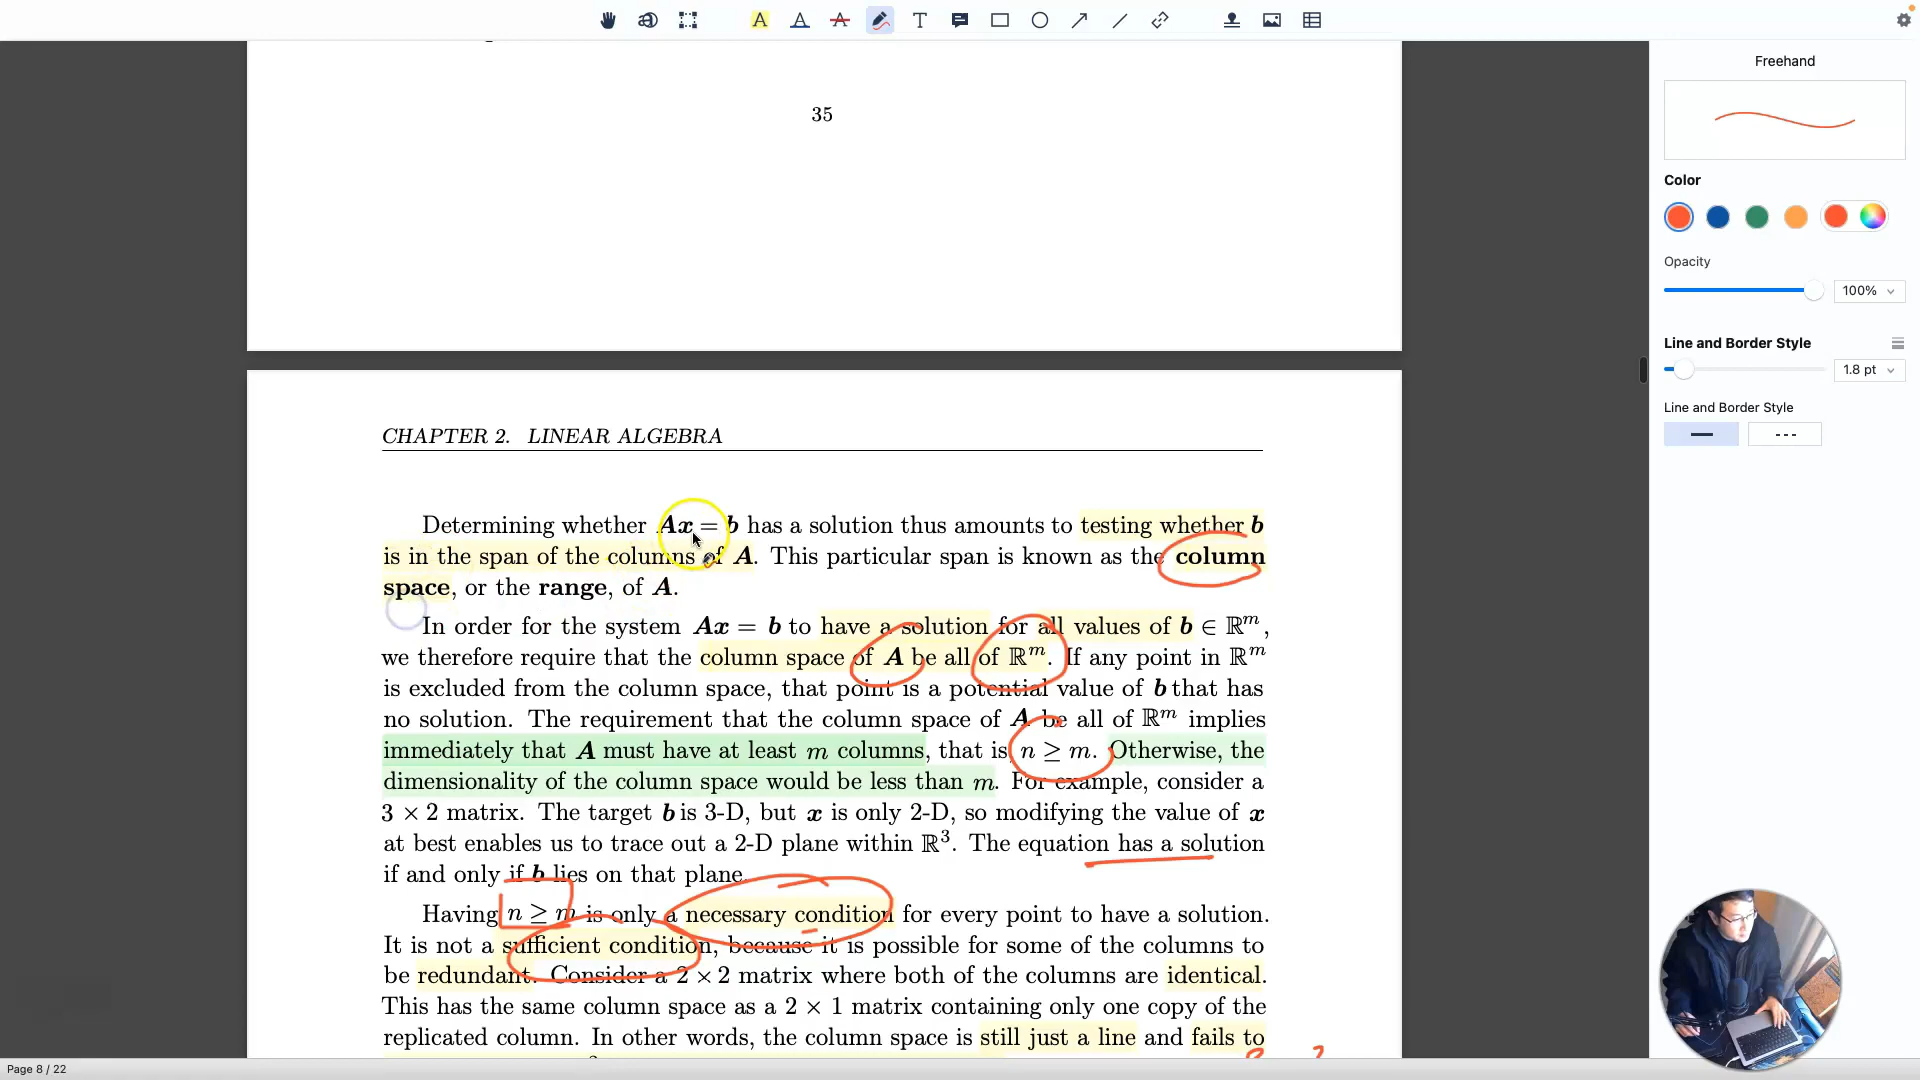 A A A T
35
Freehand
Color
Opacity
100%
Line and Border Style
1.8 pt
Line and Border Style
CHAPTER 2. LINEAR ALGEBRA
Determining whether Ax = b has a solution thus amounts to testing whether b
is in the span of the columns of A. This particular span is known as the column
space, or the range, of A.
In order for the system Ax = b to have a solution for all values of b ∈ ℝᵐ,
we therefore require that the column space of A be all of ℝᵐ. If any point in ℝᵐ
is excluded from the column space, that point is a potential value of b that has
no solution. The requirement that the column space of A be all of ℝᵐ implies
immediately that A must have at least m columns, that is n ≥ m. Otherwise, the
dimensionality of the column space would be less than m. For example, consider a
3 × 2 matrix. The target b is 3-D, but x is only 2-D, so modifying the value of x
at best enables us to trace out a 2-D plane within ℝ³. The equation has a solution
if and only if b lies on that plane.
Having n ≥ m is only a necessary condition for every point to have a solution.
It is not a sufficient condition, because it is possible for some of the columns to
be redundant. Consider a 2 × 2 matrix where both of the columns are identical.
This has the same column space as a 2 × 1 matrix containing only one copy of the
replicated column. In other words, the column space is still just a line and fails to
Page 8 / 22